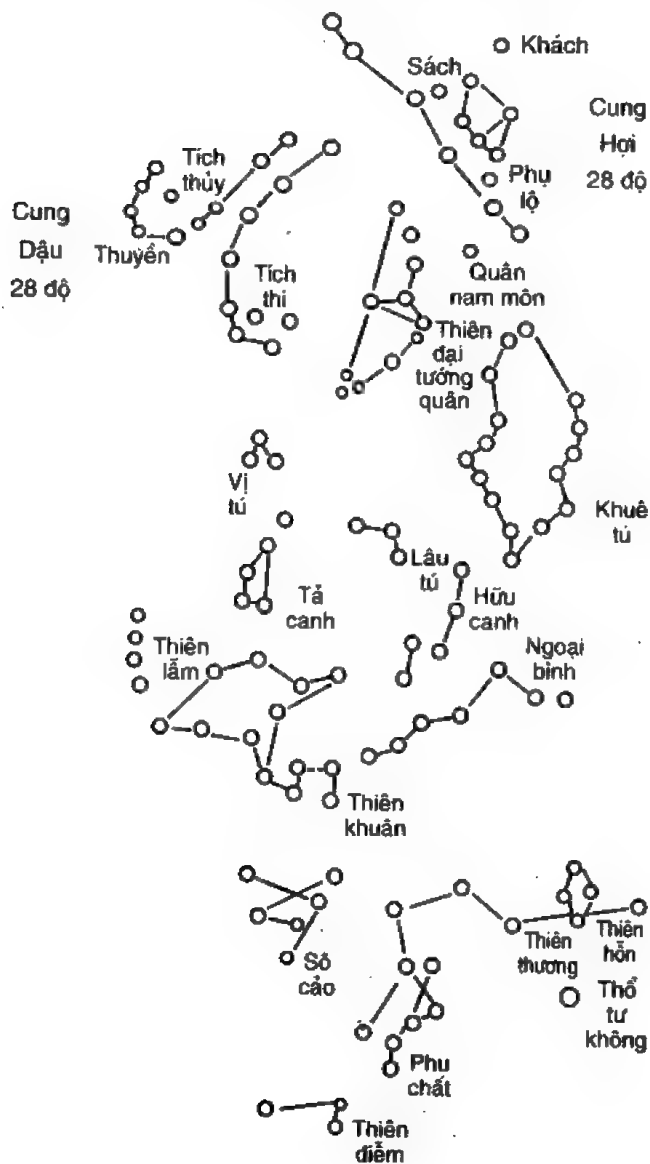 Khách
Sách
Cung
Hợi
28 độ
Tích
thủy
Phụ
lộ
Cung
Dậu
28 độ
Thuyền
Tích
thi
Quân
nam môn
Thiên
đại
tướng
quân
Vị
tú
Khuê
tú
Lâu
tú
Tả
canh
Hữu
canh
Thiên
lẫm
Ngoại
bình
Thiên
khuân
Sô
cảo
Thiên
thương
Thiên
hỗn
Thổ
tư
không
Phu
chất
Thiên
điễm